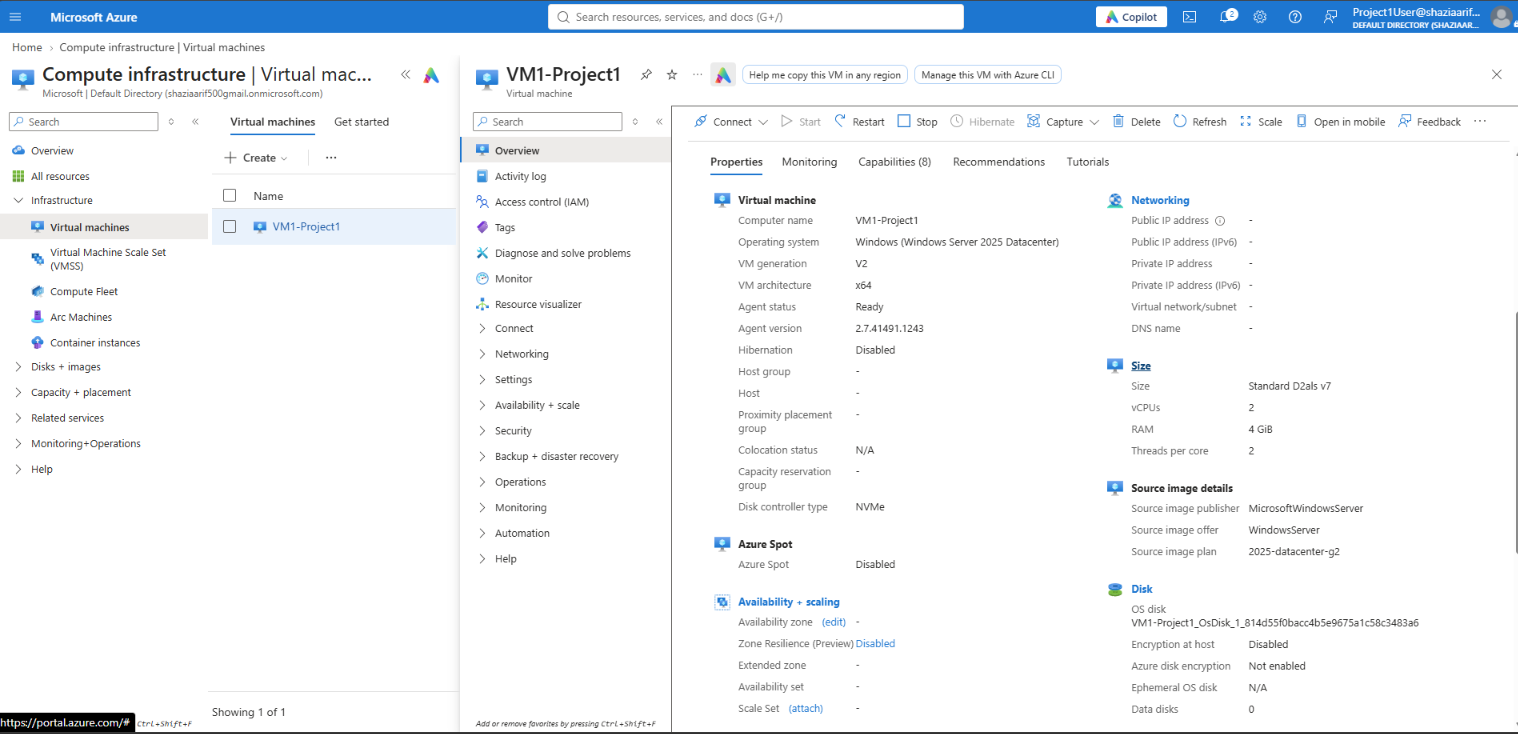 Microsoft Azure
Search resources, services, and docs (G+/)
Copilot
2
Project1User@shaziaarif...
DEFAULT DIRECTORY (SHAZIAAR...
Home > Compute infrastructure | Virtual machines
Compute infrastructure | Virtual mac...
Microsoft | Default Directory (shaziaarif500gmail.onmicrosoft.com)
Search
Overview
All resources
Infrastructure
Virtual machines
Virtual Machine Scale Set
(VMSS)
Compute Fleet
Arc Machines
Container instances
Disks + images
Capacity + placement
Related services
Monitoring+Operations
Help
https://portal.azure.com/#
Ctrl+Shift+F
Virtual machines
Get started
Create
Name
VM1-Project1
Showing 1 of 1
VM1-Project1
Virtual machine
Help me copy this VM in any region
Manage this VM with Azure CLI
Search
Overview
Activity log
Access control (IAM)
Tags
Diagnose and solve problems
Monitor
Resource visualizer
Connect
Networking
Settings
Availability + scale
Security
Backup + disaster recovery
Operations
Monitoring
Automation
Help
Add or remove favorites by pressing Ctrl+Shift+F
Connect Start Restart Stop Hibernate Capture Delete Refresh Scale Open in mobile Feedback
Properties Monitoring Capabilities (8) Recommendations Tutorials
Virtual machine
Computer name VM1-Project1
Operating system Windows (Windows Server 2025 Datacenter)
VM generation V2
VM architecture x64
Agent status Ready
Agent version 2.7.41491.1243
Hibernation Disabled
Host group -
Host -
Proximity placement -
group
Colocation status N/A
Capacity reservation -
group
Disk controller type NVMe
Azure Spot
Azure Spot Disabled
Availability + scaling
Availability zone (edit) -
Zone Resilience (Preview) Disabled
Extended zone -
Availability set -
Scale Set (attach) -
Networking
Public IP address -
Public IP address (IPv6) -
Private IP address -
Private IP address (IPv6) -
Virtual network/subnet -
DNS name -
Size
Size Standard D2als v7
vCPUs 2
RAM 4 GiB
Threads per core 2
Source image details
Source image publisher MicrosoftWindowsServer
Source image offer WindowsServer
Source image plan 2025-datacenter-g2
Disk
OS disk
VM1-Project1_OsDisk_1_814d55f0bacc4b5e9675a1c58c3483a6
Encryption at host Disabled
Azure disk encryption Not enabled
Ephemeral OS disk N/A
Data disks 0